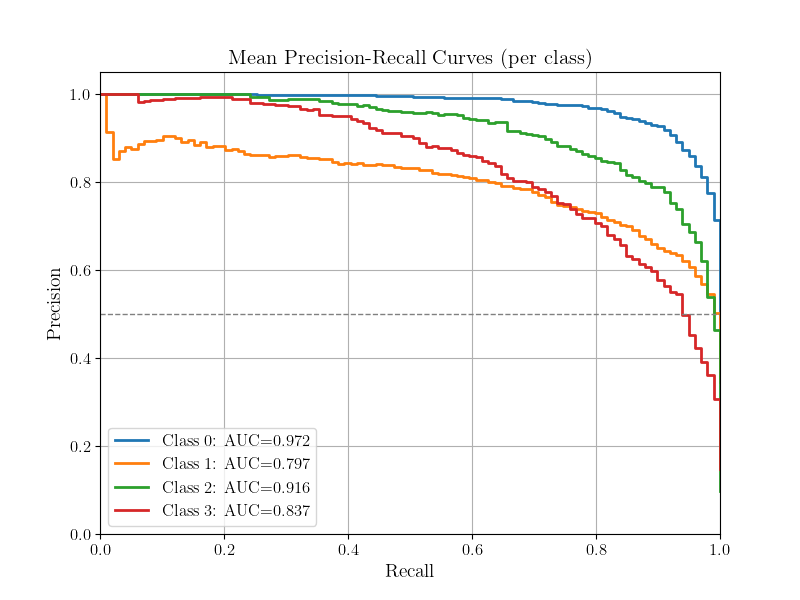 Mean Precision-Recall Curves (per class)
Precision
1.0
0.8
0.6
0.4
0.2
0.0
Class 0: AUC=0.972
Class 1: AUC=0.797
Class 2: AUC=0.916
Class 3: AUC=0.837
0.0 0.2 0.4 0.6 0.8 1.0
Recall